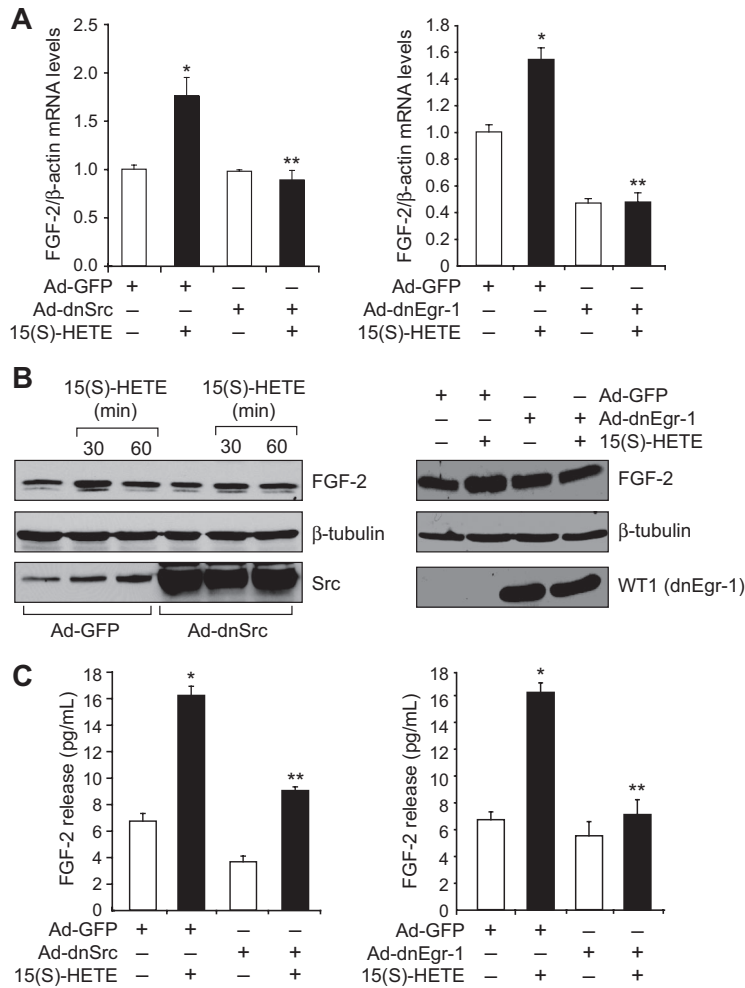 A
FGF-2/β-actin mRNA levels
2.5
2.0
1.5
1.0
0.5
0.0
*
**
Ad-GFP + + – –
Ad-dnSrc – – + +
15(S)-HETE – + – +
FGF-2/β-actin mRNA levels
1.8
1.6
1.4
1.2
1.0
0.8
0.6
0.4
0.2
0
*
**
Ad-GFP + + – –
Ad-dnEgr-1 – – + +
15(S)-HETE – + – +
B
15(S)-HETE 15(S)-HETE
(min) (min)
30 60 30 60
FGF-2
β-tubulin
Src
Ad-GFP Ad-dnSrc
+ + – – Ad-GFP
– – + + Ad-dnEgr-1
– + – + 15(S)-HETE
FGF-2
β-tubulin
WT1 (dnEgr-1)
C
FGF-2 release (pg/mL)
18
16
14
12
10
8
6
4
2
0
*
**
Ad-GFP + + – –
Ad-dnSrc – – + +
15(S)-HETE – + – +
FGF-2 release (pg/mL)
18
16
14
12
10
8
6
4
2
0
*
**
Ad-GFP + + – –
Ad-dnEgr-1 – – + +
15(S)-HETE – + – +